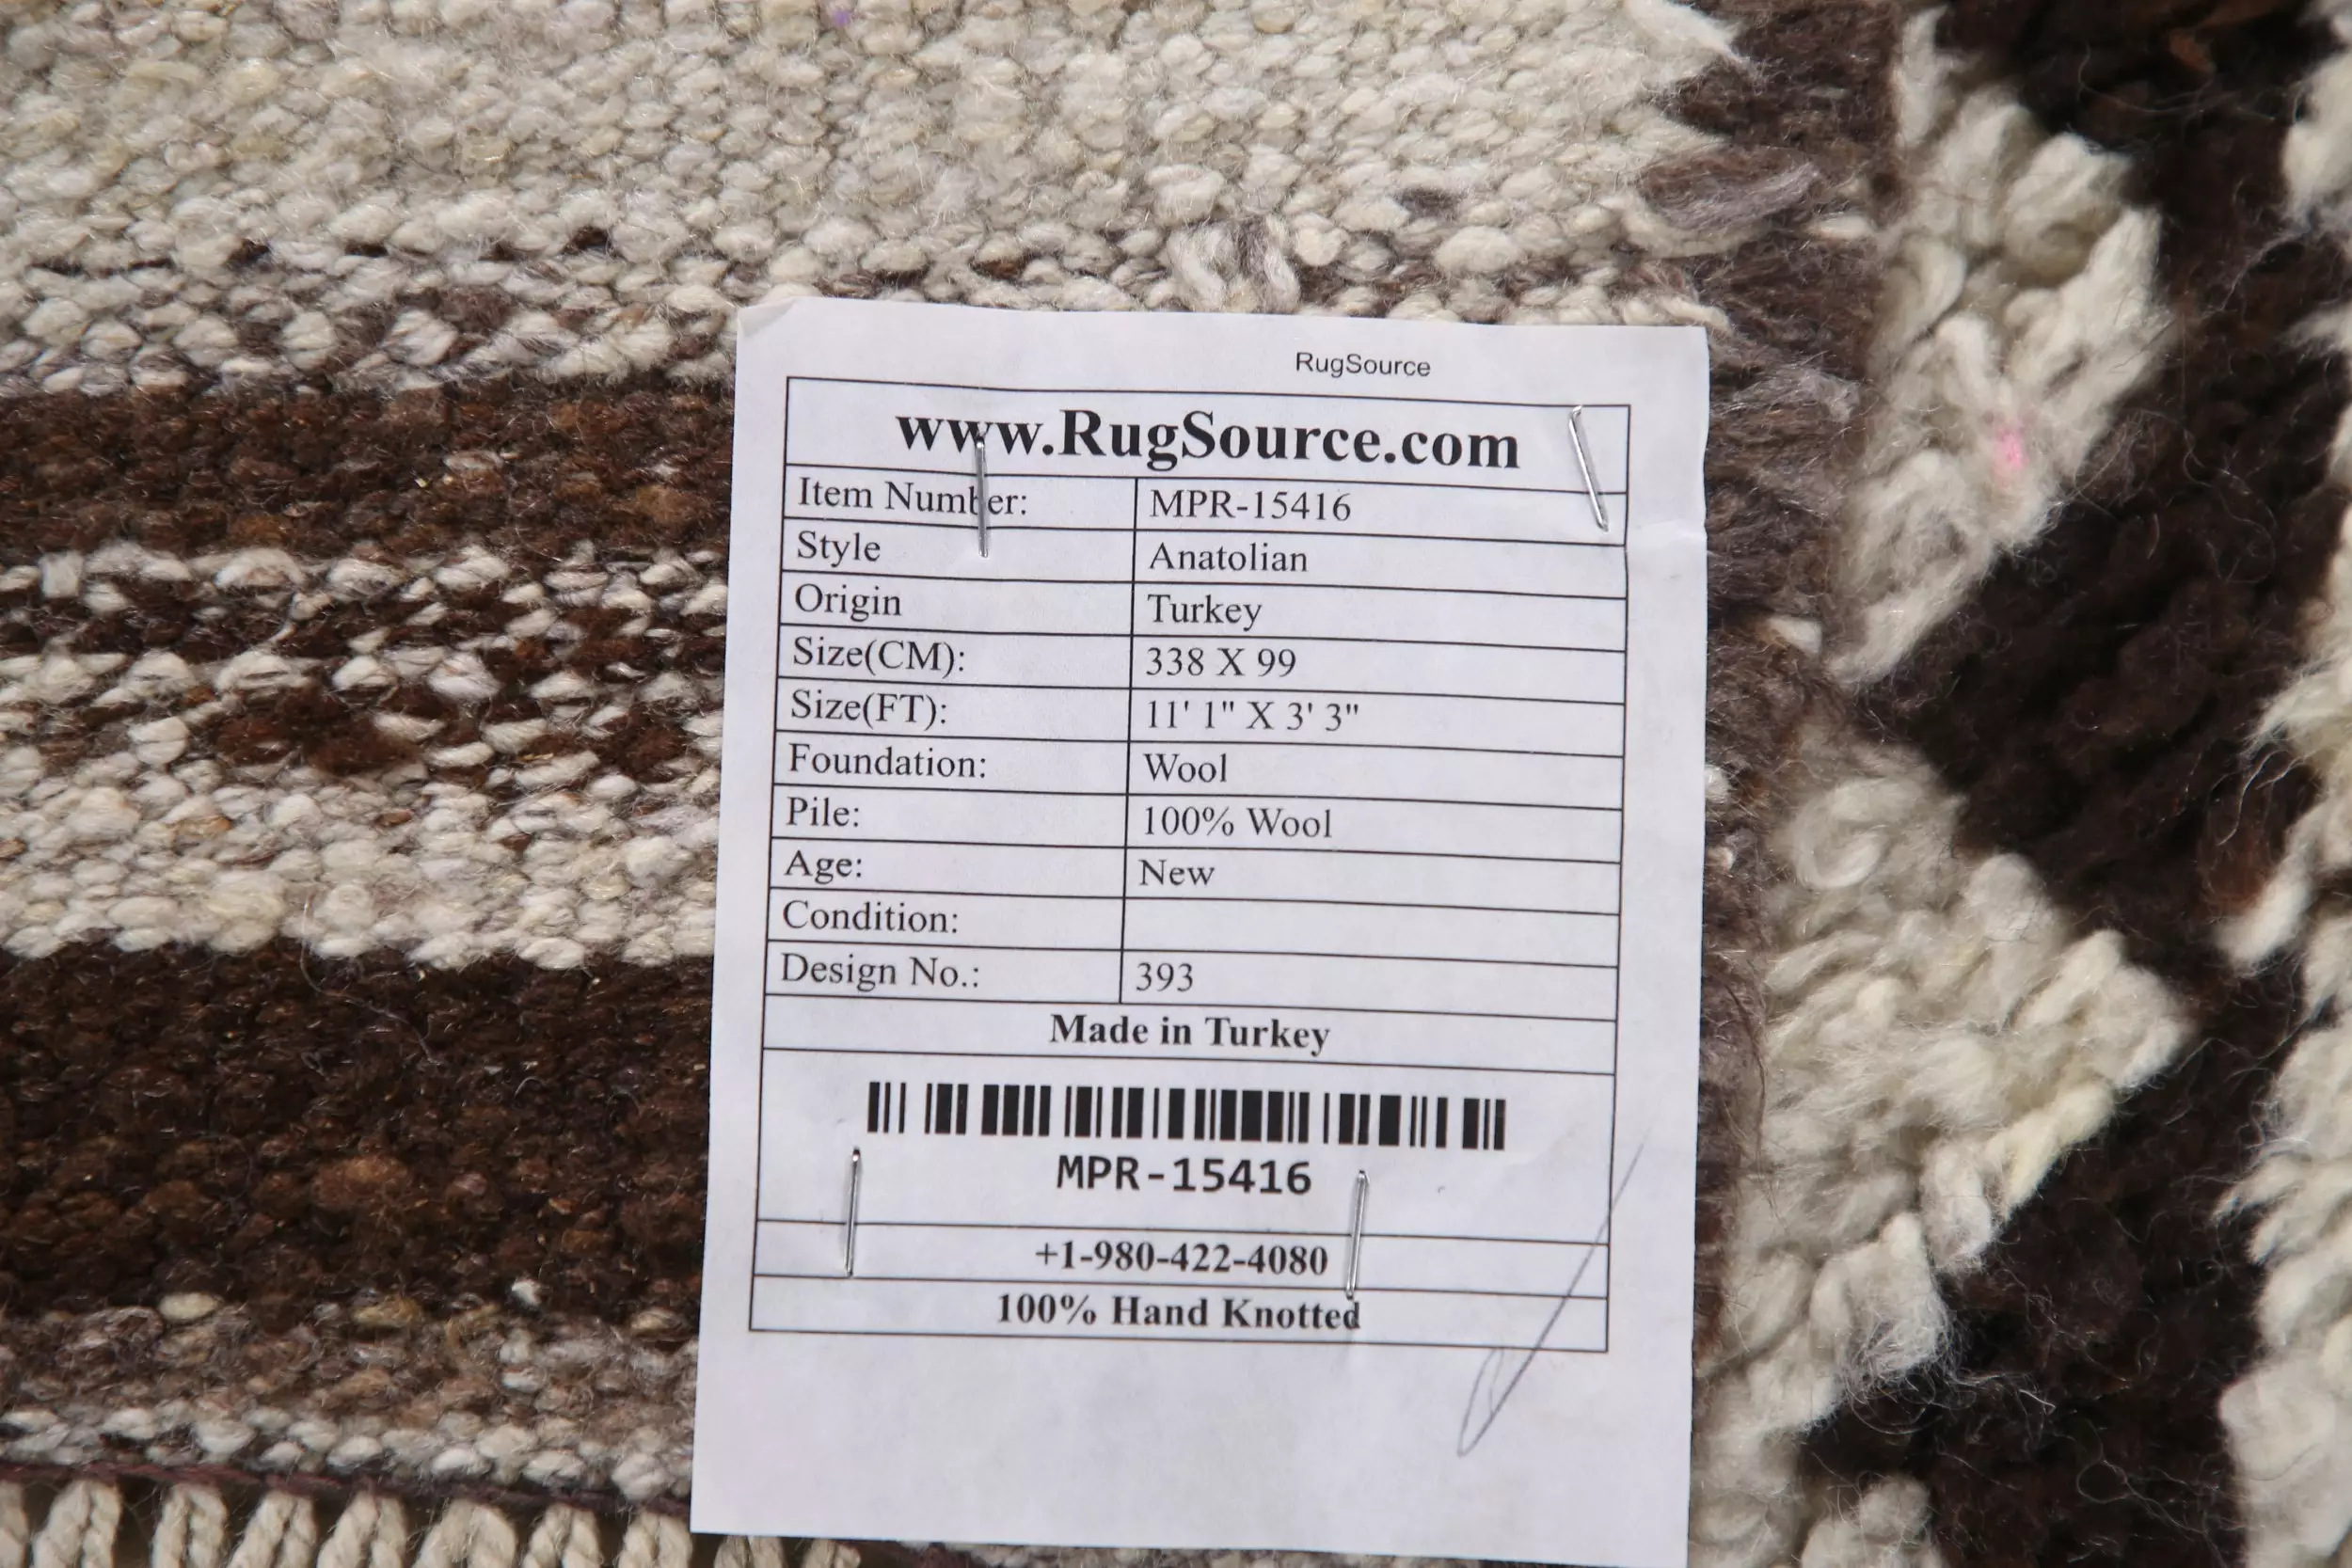 RugSource
www.RugSource.com
Item Number: MPR-15416
Style Anatolian
Origin Turkey
Size(CM): 338 X 99
Size(FT): 11' 1" X 3' 3"
Foundation: Wool
Pile: 100% Wool
Age: New
Condition:
Design No.: 393
Made in Turkey
MPR-15416
+1-980-422-4080
100% Hand Knotted